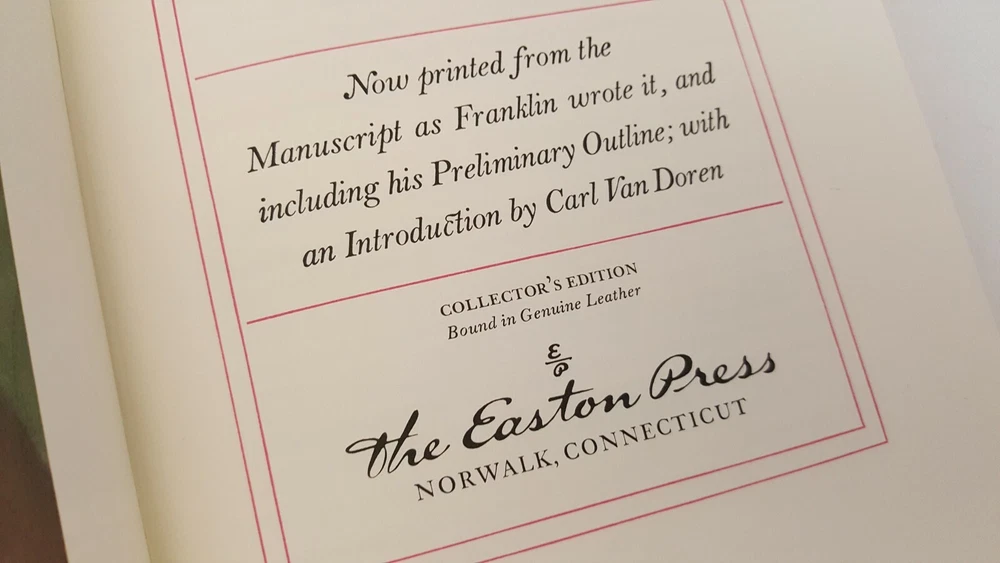 Now printed from the
Manuscript as Franklin wrote it, and
including his Preliminary Outline; with
an Introduction by Carl Van Doren
COLLECTOR'S EDITION
Bound in Genuine Leather
EP
The Easton Press
NORWALK, CONNECTICUT